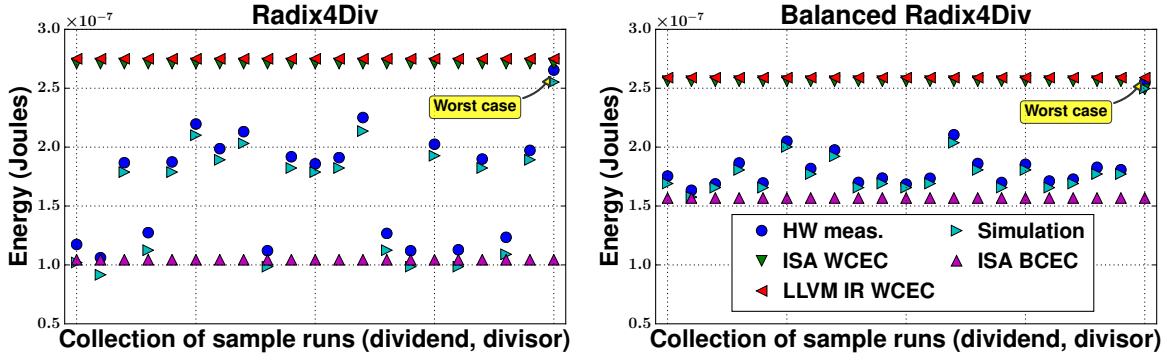 Radix4Div
×10⁻⁷
3.0
2.5
2.0
1.5
1.0
0.5
Energy (Joules)
Worst case
Collection of sample runs (dividend, divisor)
Balanced Radix4Div
×10⁻⁷
3.0
2.5
2.0
1.5
1.0
0.5
Energy (Joules)
Worst case
HW meas.
Simulation
ISA WCEC
ISA BCEC
LLVM IR WCEC
Collection of sample runs (dividend, divisor)